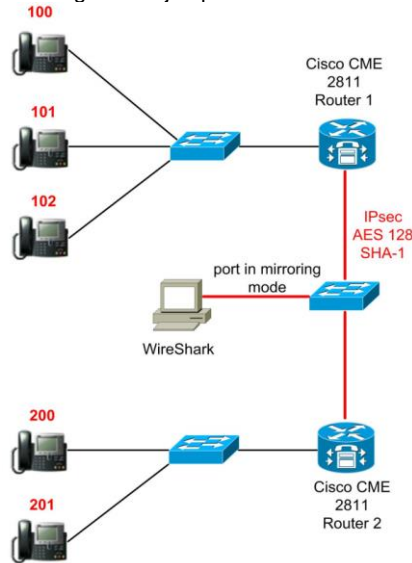 100
Cisco CME
2811
Router 1
101
102
IPsec
AES 128
SHA-1
port in mirroring
mode
WireShark
200
201
Cisco CME
2811
Router 2